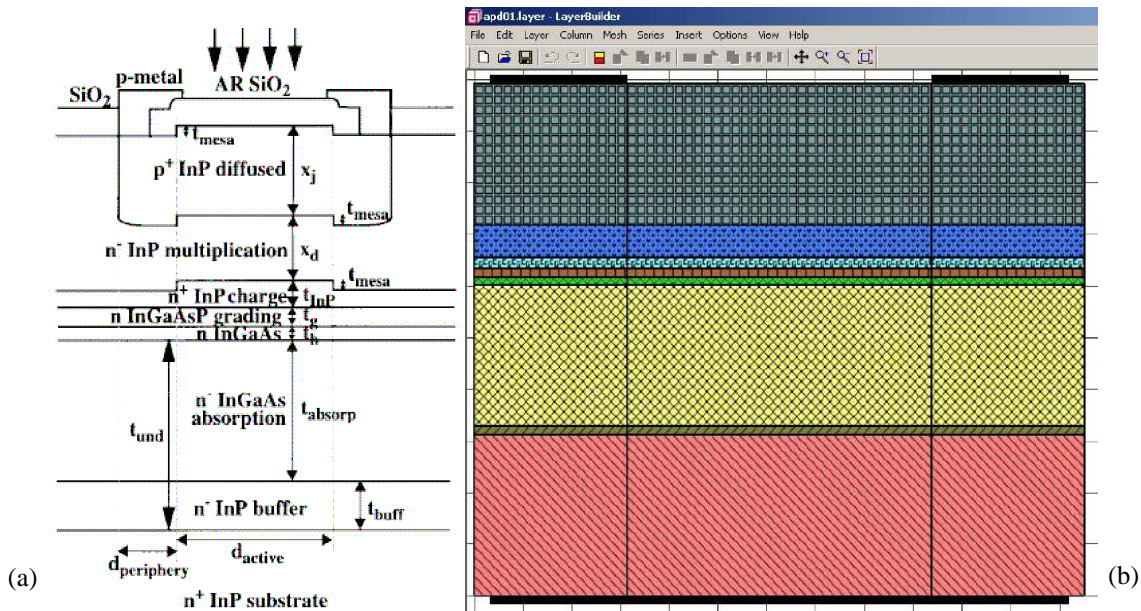 AR SiO2
p-metal
SiO2
tmesa
p+ InP diffused
xj
tmesa
n- InP multiplication
xd
tmesa
n+ InP charge
tInP
n InGaAsP grading
tg
n InGaAs
th
n- InGaAs
absorption
tabsorp
tund
n- InP buffer
tbuff
dperiphery
dactive
n+ InP substrate
(a)
apd01.layer - LayerBuilder
File Edit Layer Column Mesh Series Insert Options View Help
(b)